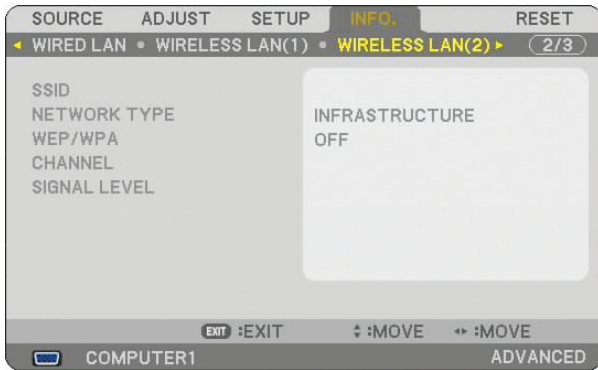 SOURCE ADJUST SETUP INFO. RESET
WIRED LAN • WIRELESS LAN(1) • WIRELESS LAN(2) 2/3
SSID
NETWORK TYPE INFRASTRUCTURE
WEP/WPA OFF
CHANNEL
SIGNAL LEVEL
EXIT :EXIT :MOVE :MOVE
COMPUTER1 ADVANCED